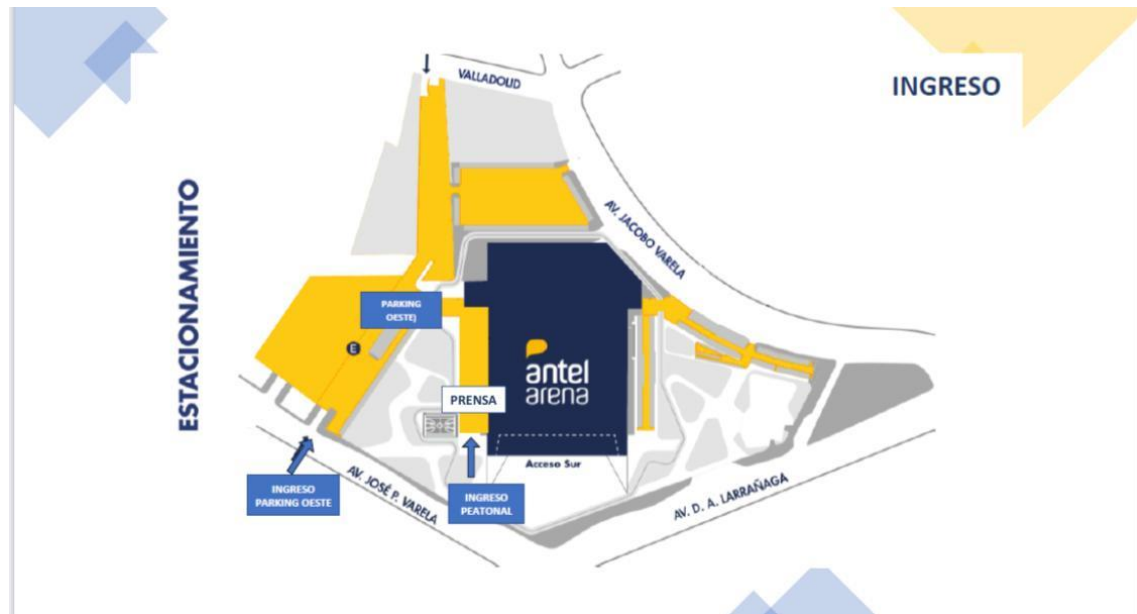 INGRESO
VALLADOLID
ESTACIONAMIENTO
AV. JACOBO VARELA
PARKING
OESTEJ
E
antel
arena
PRENSA
Acceso Sur
INGRESO
PARKING OESTE
AV. JOSÉ P. VARELA
INGRESO
PEATONAL
AV. D. A. LARRAÑAGA